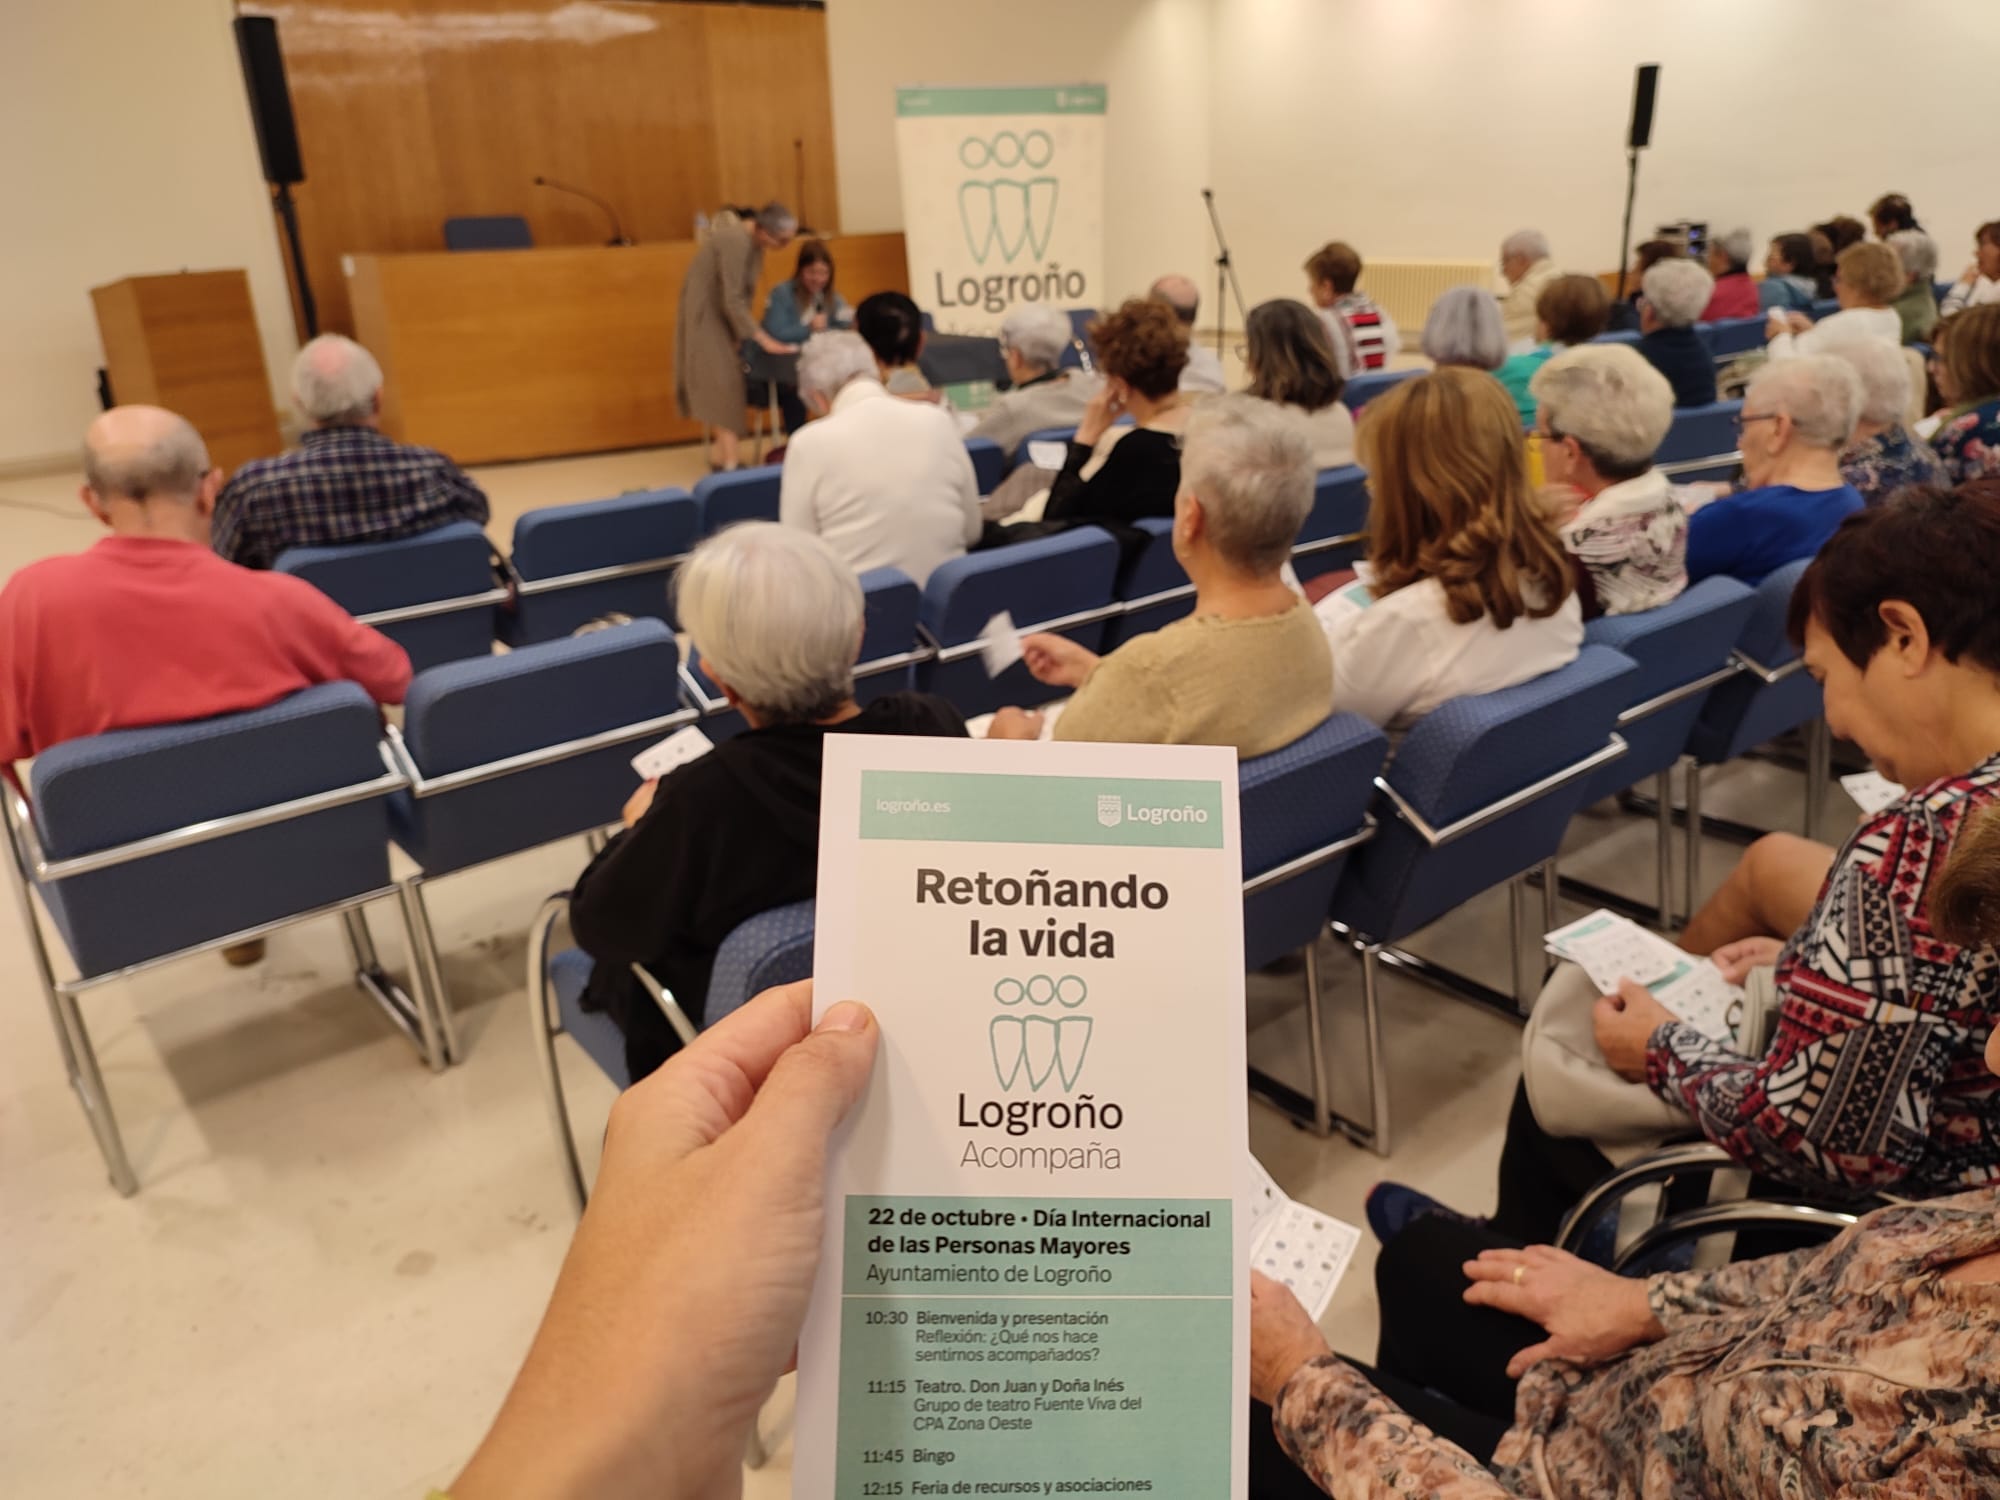 Logroño
logroño.es
Logroño
Retoñando
la vida
Logroño
Acompaña
22 de octubre • Día Internacional
de las Personas Mayores
Ayuntamiento de Logroño
10:30 Bienvenida y presentación
Reflexión: ¿Qué nos hace
sentirnos acompañados?
11:15 Teatro. Don Juan y Doña Inés
Grupo de teatro Fuente Viva del
CPA Zona Oeste
11:45 Bingo
12:15 Feria de recursos y asociaciones